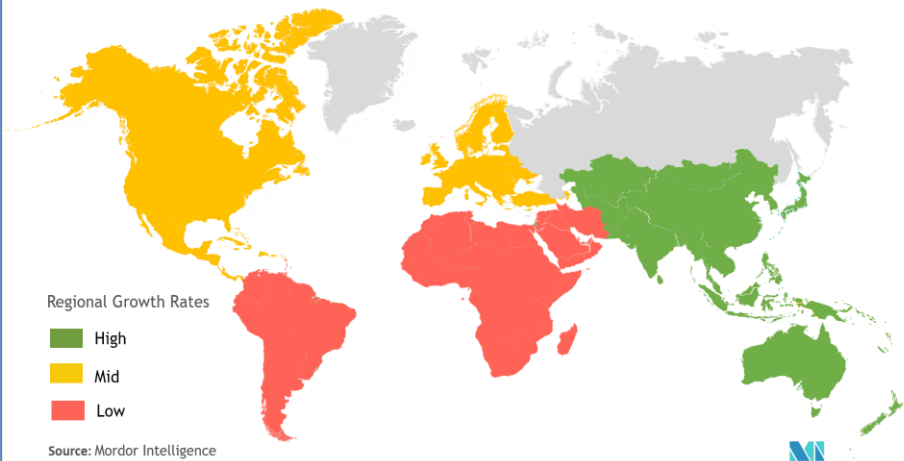 Regional Growth Rates
High
Mid
Low
Source: Mordor Intelligence